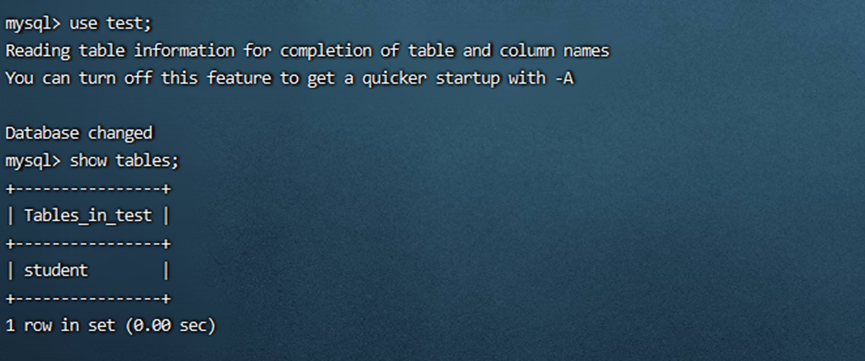 mysql> use test;
Reading table information for completion of table and column names
You can turn off this feature to get a quicker startup with -A
Database changed
mysql> show tables;
+----------------+
| Tables_in_test |
+----------------+
| student        |
+----------------+
1 row in set (0.00 sec)